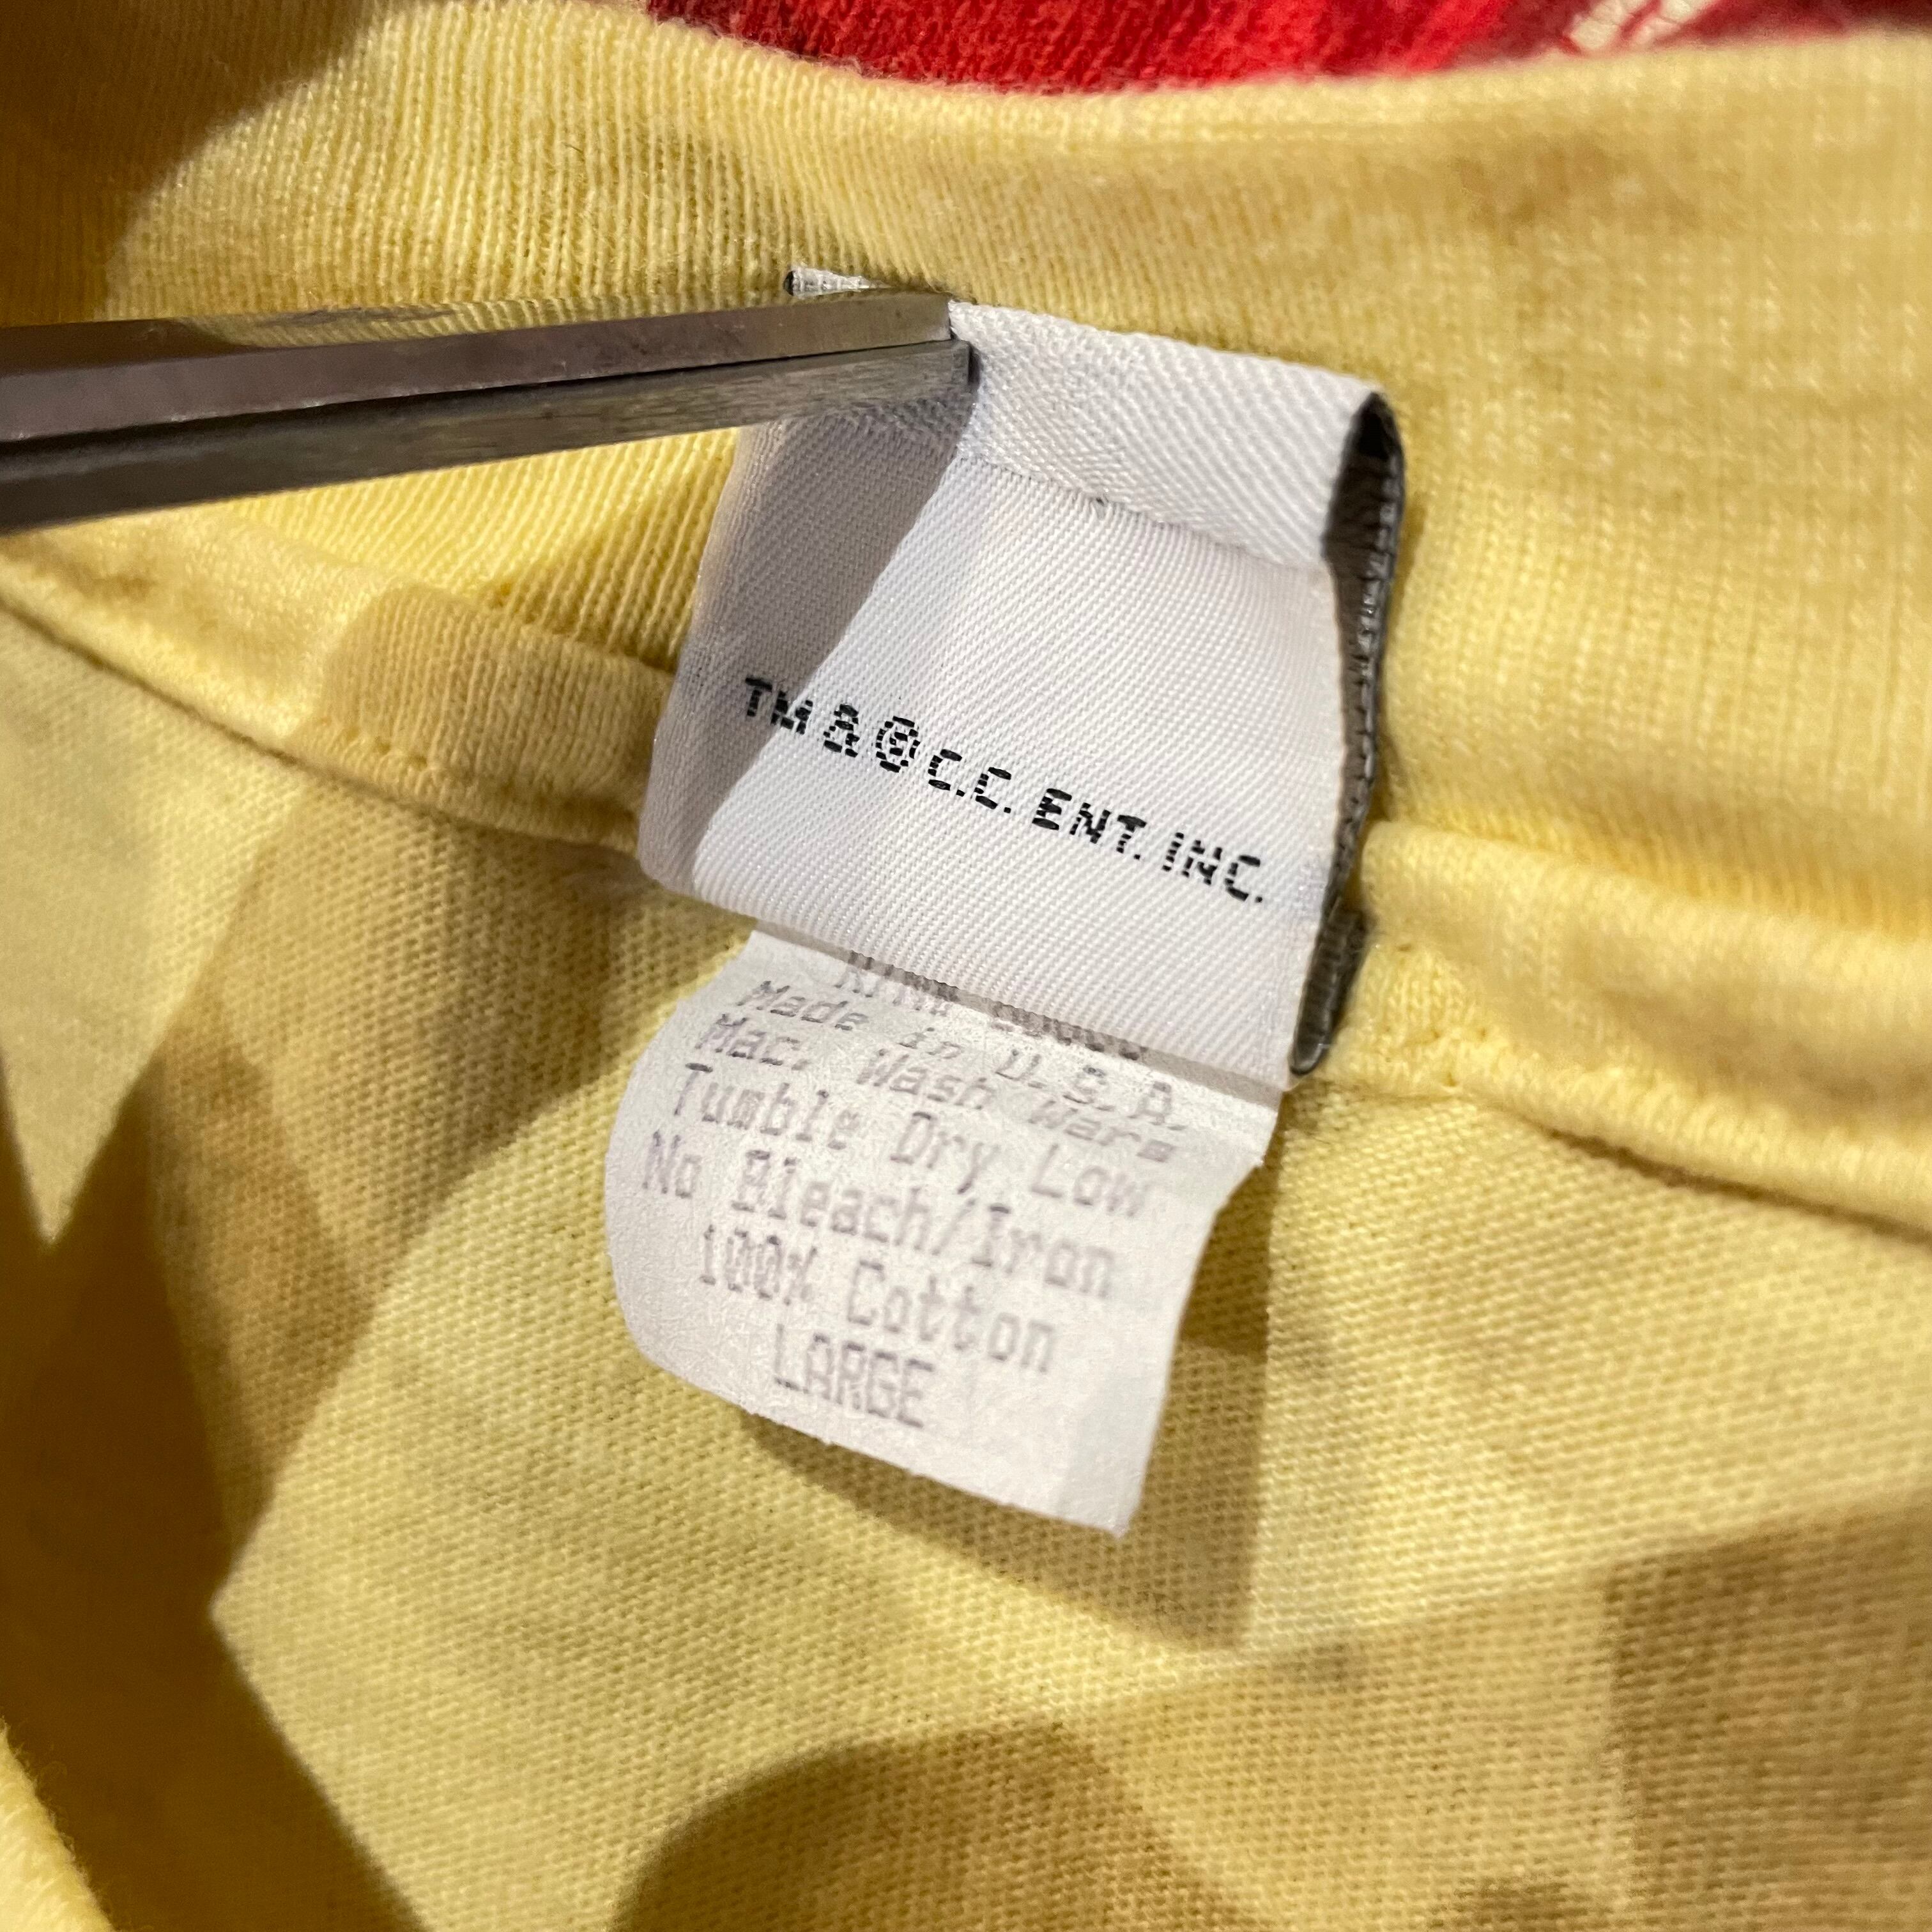 TM & © C.C. ENT. INC.
Made in U.S.A.
Mac. Wash Warm
Tumble Dry Low
No Bleach/Iron
100% Cotton
LARGE